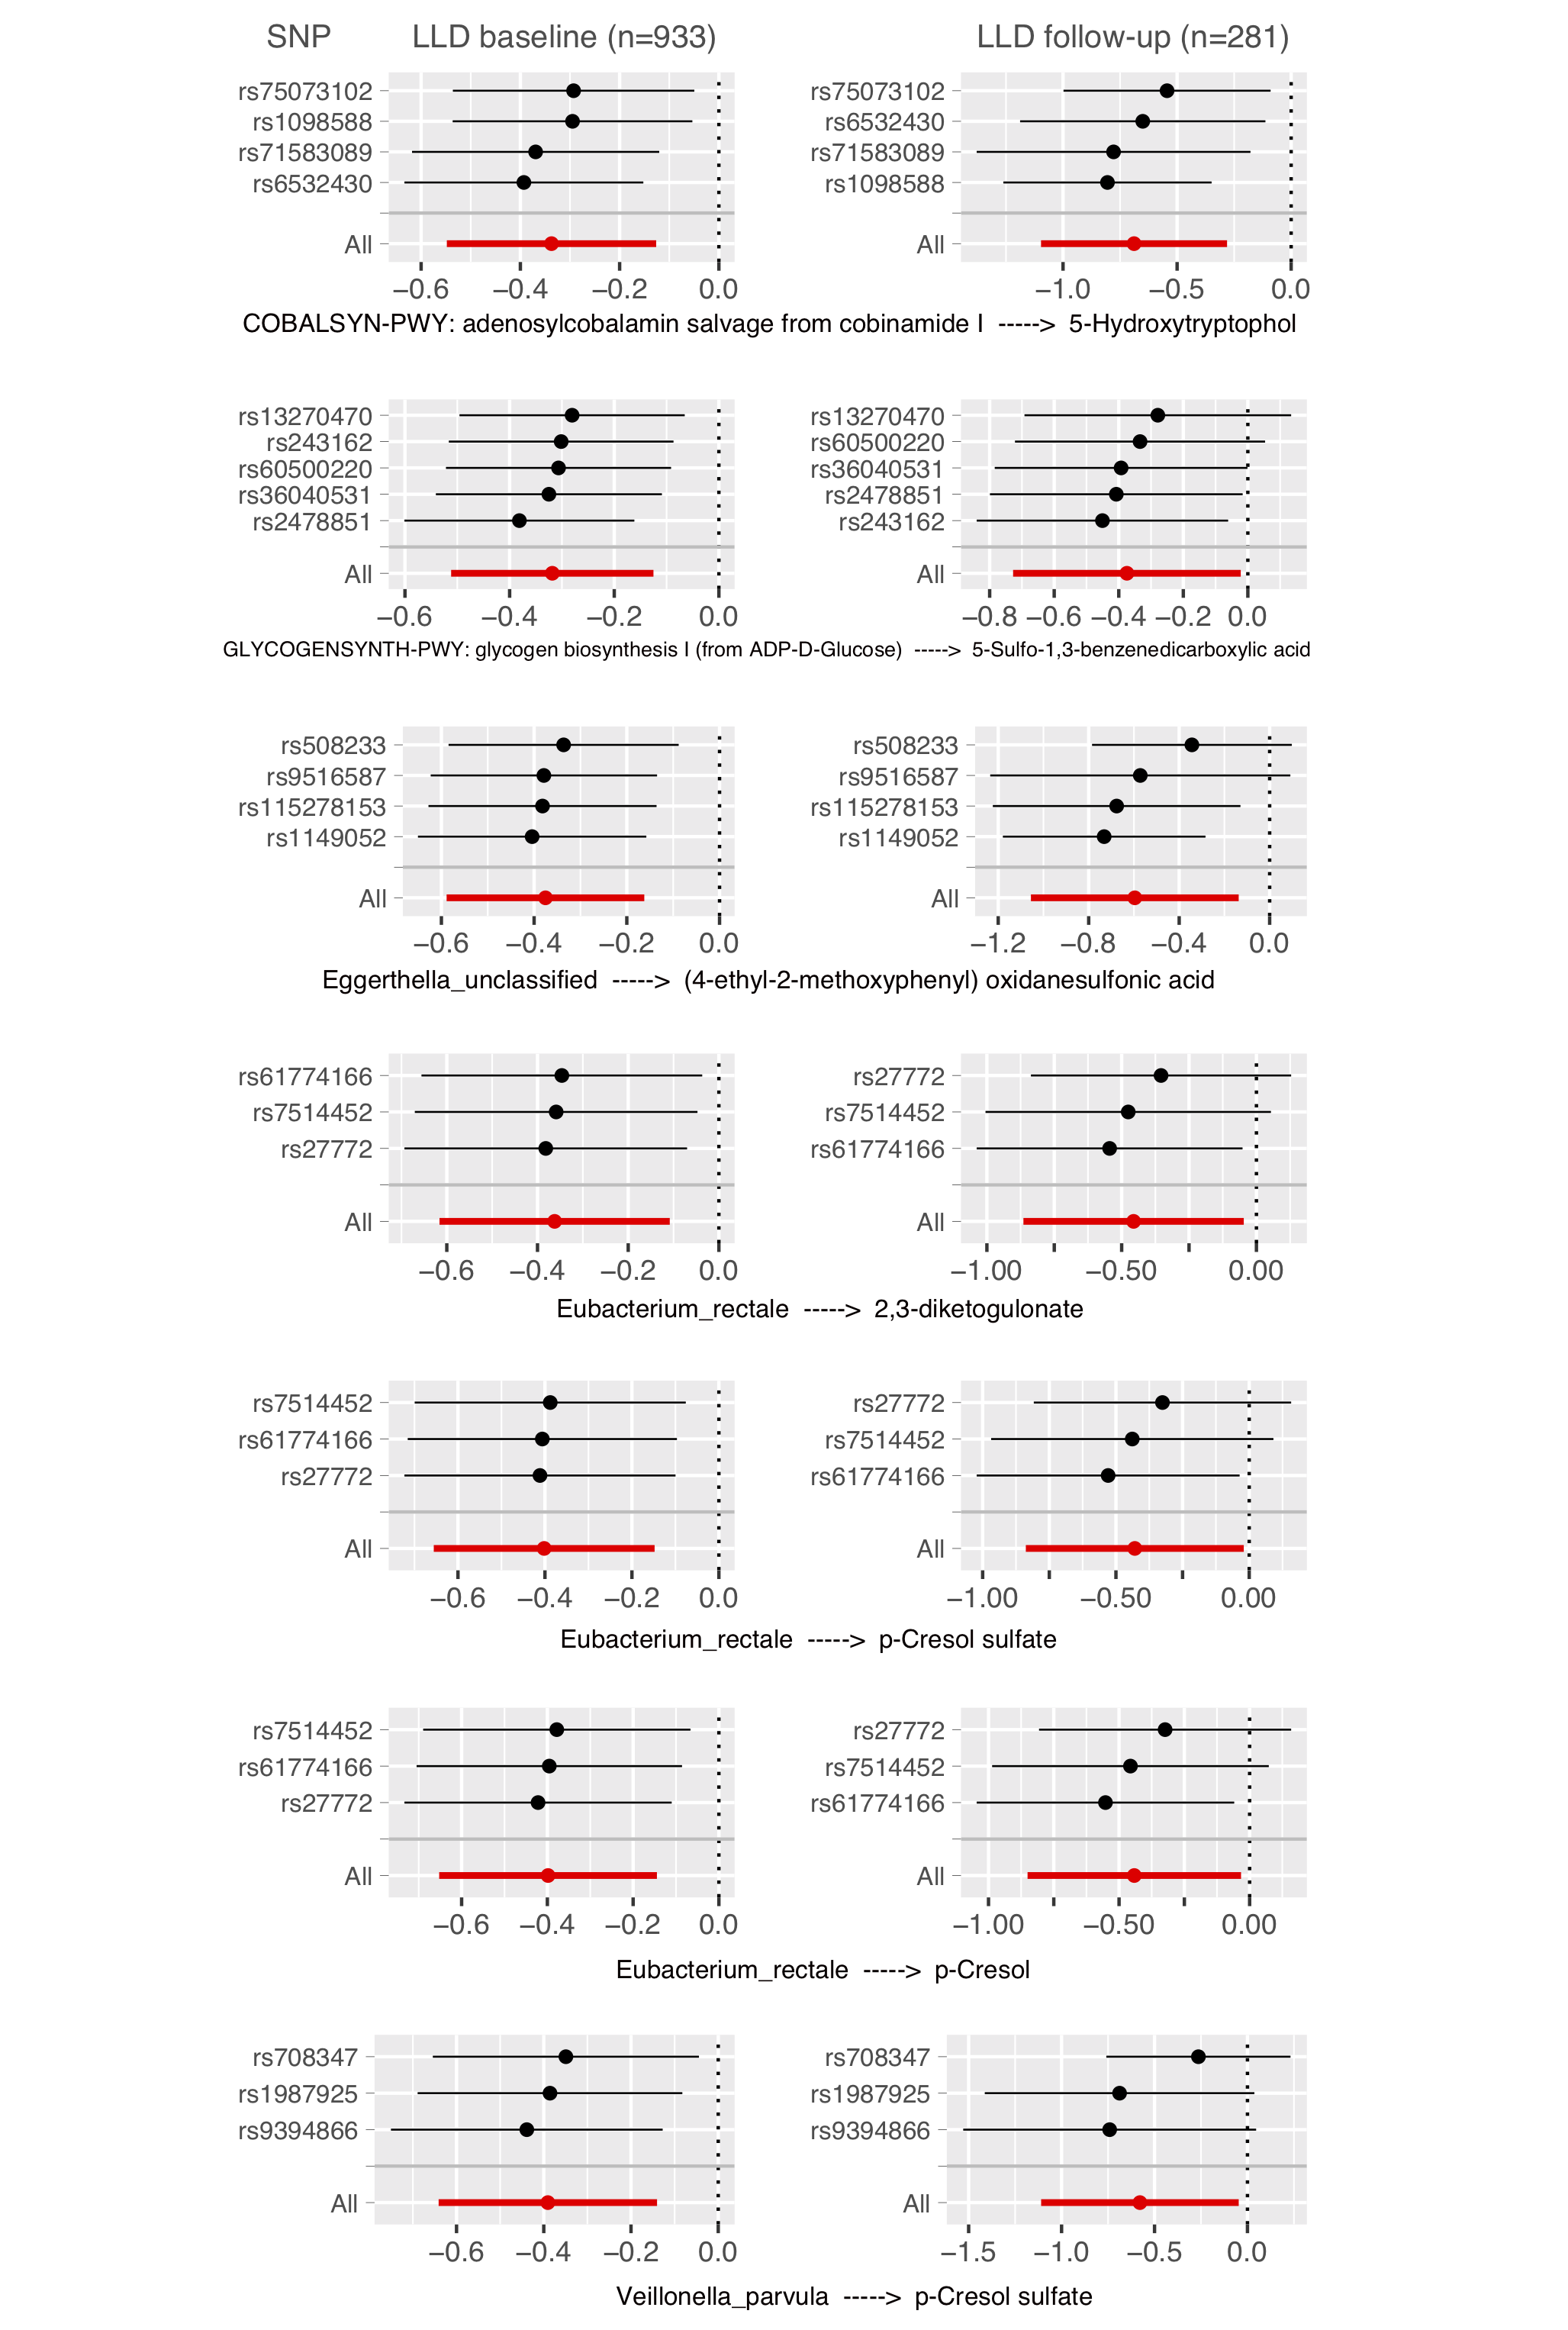 SNP LLD baseline (n=933) LLD follow-up (n=281)
rs75073102 rs75073102
rs1098588 rs6532430
rs71583089 rs71583089
rs6532430 rs1098588
All All
−0.6 −0.4 −0.2 0.0 −1.0 −0.5 0.0
COBALSYN-PWY: adenosylcobalamin salvage from cobinamide I -----> 5-Hydroxytryptophol
rs13270470 rs13270470
rs243162 rs60500220
rs60500220 rs36040531
rs36040531 rs2478851
rs2478851 rs243162
All All
−0.6 −0.4 −0.2 0.0 −0.8 −0.6 −0.4 −0.2 0.0
GLYCOGENSYNTH-PWY: glycogen biosynthesis I (from ADP-D-Glucose) -----> 5-Sulfo-1,3-benzenedicarboxylic acid
rs508233 rs508233
rs9516587 rs9516587
rs115278153 rs115278153
rs1149052 rs1149052
All All
−0.6 −0.4 −0.2 0.0 −1.2 −0.8 −0.4 0.0
Eggerthella_unclassified -----> (4-ethyl-2-methoxyphenyl) oxidanesulfonic acid
rs61774166 rs27772
rs7514452 rs7514452
rs27772 rs61774166
All All
−0.6 −0.4 −0.2 0.0 −1.00 −0.50 0.00
Eubacterium_rectale -----> 2,3-diketogulonate
rs7514452 rs27772
rs61774166 rs7514452
rs27772 rs61774166
All All
−0.6 −0.4 −0.2 0.0 −1.00 −0.50 0.00
Eubacterium_rectale -----> p-Cresol sulfate
rs7514452 rs27772
rs61774166 rs7514452
rs27772 rs61774166
All All
−0.6 −0.4 −0.2 0.0 −1.00 −0.50 0.00
Eubacterium_rectale -----> p-Cresol
rs708347 rs708347
rs1987925 rs1987925
rs9394866 rs9394866
All All
−0.6 −0.4 −0.2 0.0 −1.5 −1.0 −0.5 0.0
Veillonella_parvula -----> p-Cresol sulfate